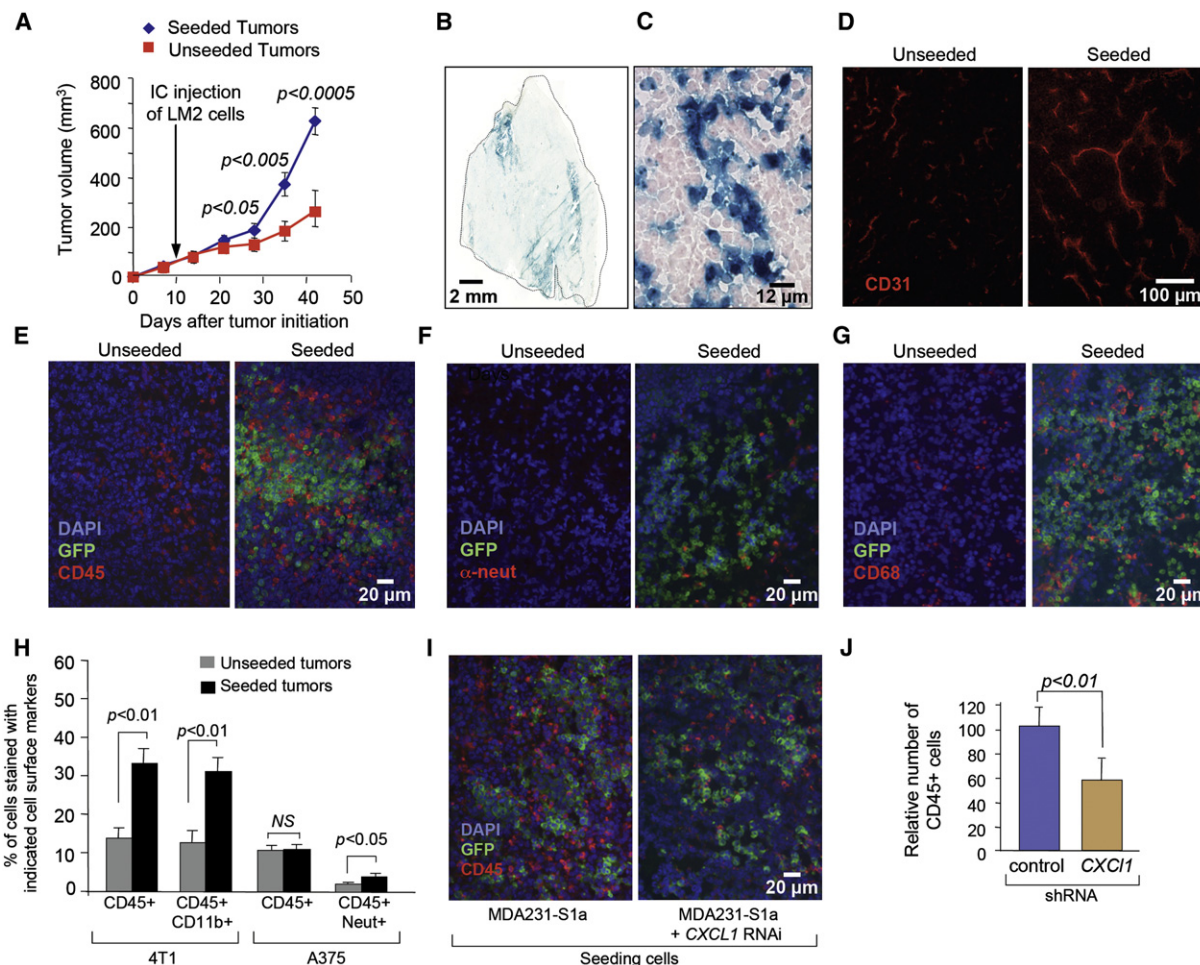 A
Seeded Tumors
Unseeded Tumors
Tumor volume (mm³)
800
600
400
200
0
IC injection
of LM2 cells
p<0.05
p<0.005
p<0.0005
0 10 20 30 40 50
Days after tumor initiation
B
2 mm
C
12 µm
D
Unseeded Seeded
CD31
100 µm
E
Unseeded Seeded
DAPI
GFP
CD45
20 µm
F
Unseeded Seeded
DAPI
GFP
α-neut
20 µm
G
Unseeded Seeded
DAPI
GFP
CD68
20 µm
H
Unseeded tumors
Seeded tumors
% of cells stained with
indicated cell surface markers
60
50
40
30
20
10
0
p<0.01
p<0.01
NS
p<0.05
CD45+ CD45+ CD45+ CD45+
CD11b+ Neut+
4T1 A375
I
DAPI
GFP
CD45
20 µm
MDA231-S1a MDA231-S1a
+ CXCL1 RNAi
Seeding cells
J
p<0.01
Relative number of
CD45+ cells
120
100
80
60
40
20
0
control CXCl1
shRNA